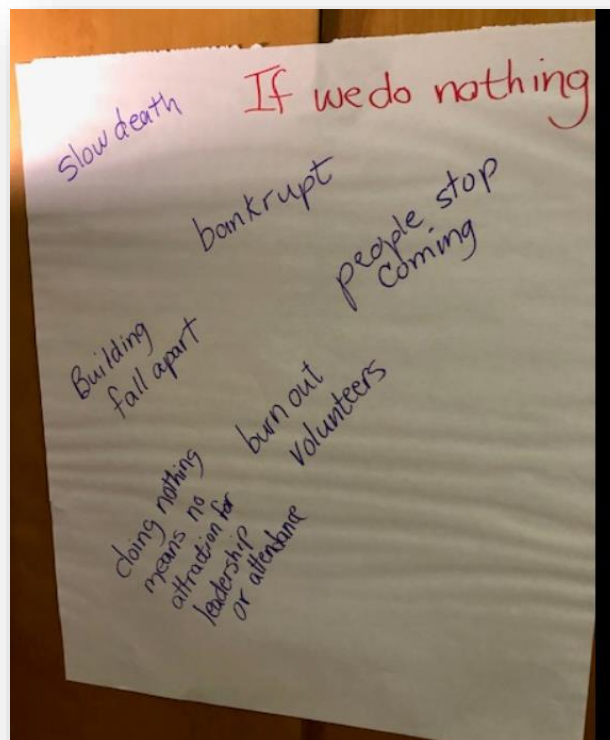 If we do nothing
slow death
bankrupt
people stop
coming
Building
fall apart
burn out
volunteers
doing nothing
means no
attraction for
leadership
or attendance